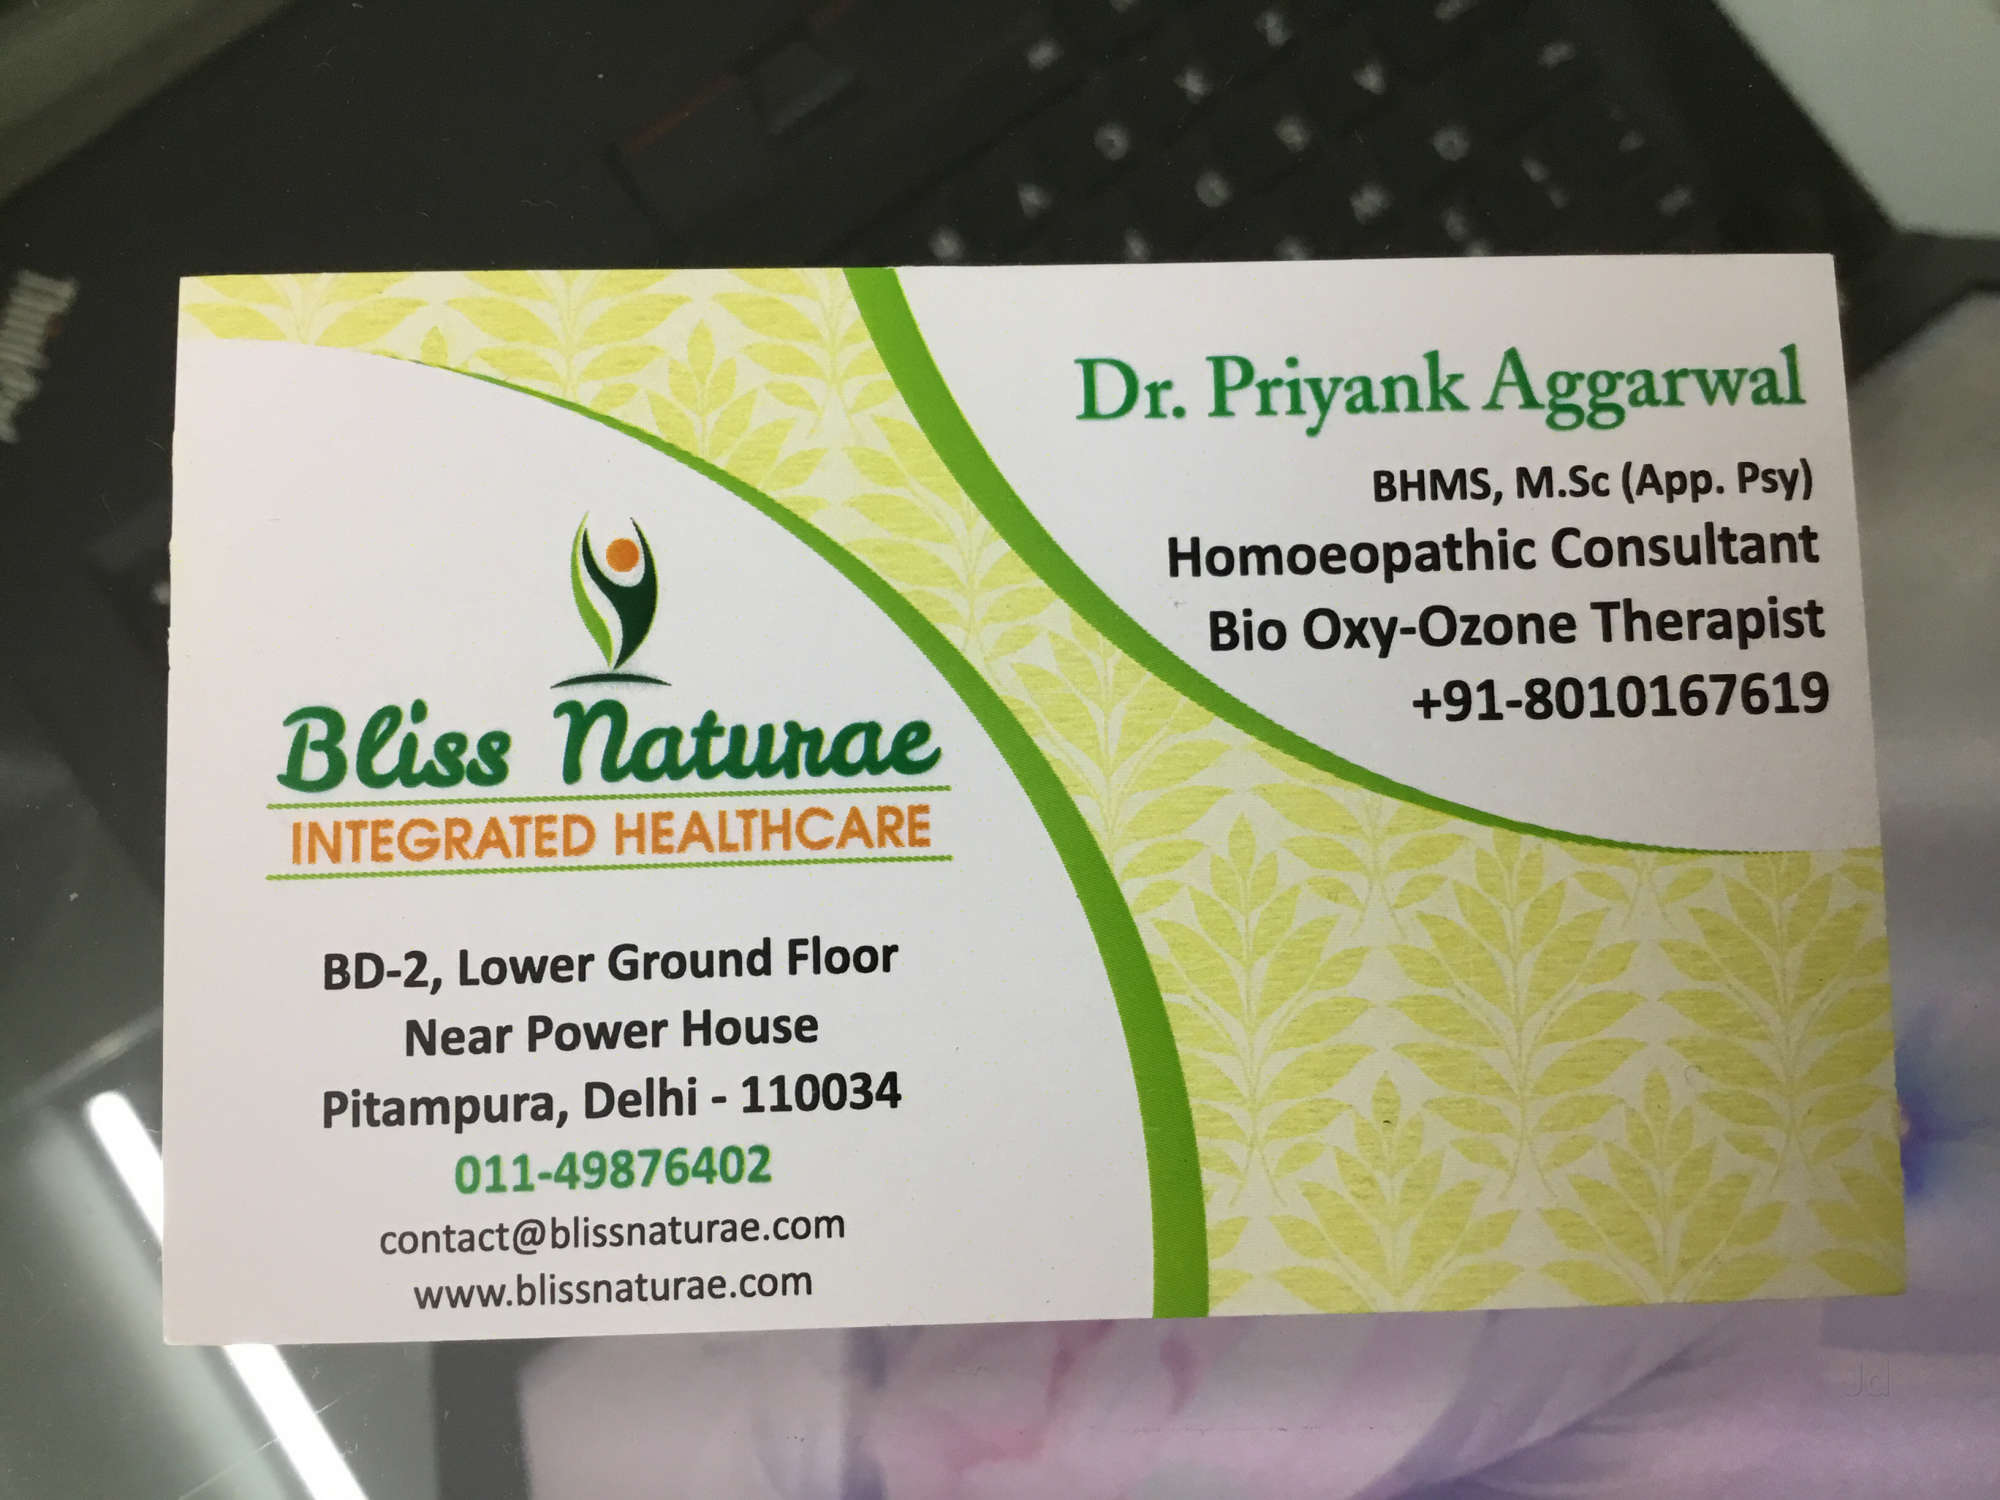 Dr. Priyank Aggarwal
BHMS, M.Sc (App. Psy)
Homoeopathic Consultant
Bio Oxy-Ozone Therapist
+91-8010167619
Bliss Naturae
INTEGRATED HEALTHCARE
BD-2, Lower Ground Floor
Near Power House
Pitampura, Delhi - 110034
011-49876402
contact@blissnaturae.com
www.blissnaturae.com
Jd